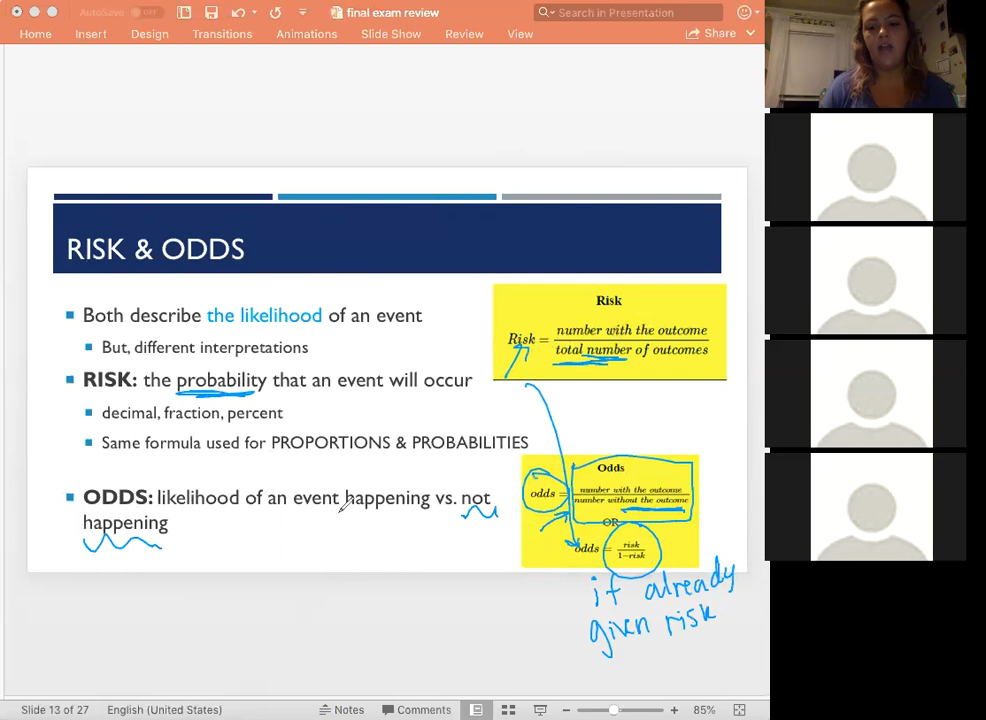 AutoSave OFF
final exam review
Search in Presentation
Home Insert Design Transitions Animations Slide Show Review View
Share
RISK & ODDS
Both describe the likelihood of an event
But, different interpretations
RISK: the probability that an event will occur
decimal, fraction, percent
Same formula used for PROPORTIONS & PROBABILITIES
ODDS: likelihood of an event happening vs. not
happening
Risk
Risk = number with the outcome
total number of outcomes
Odds
odds = number with the outcome
number without the outcome
OR
odds = risk
1−risk
if already
given risk
Slide 13 of 27 English (United States) Notes Comments 85%